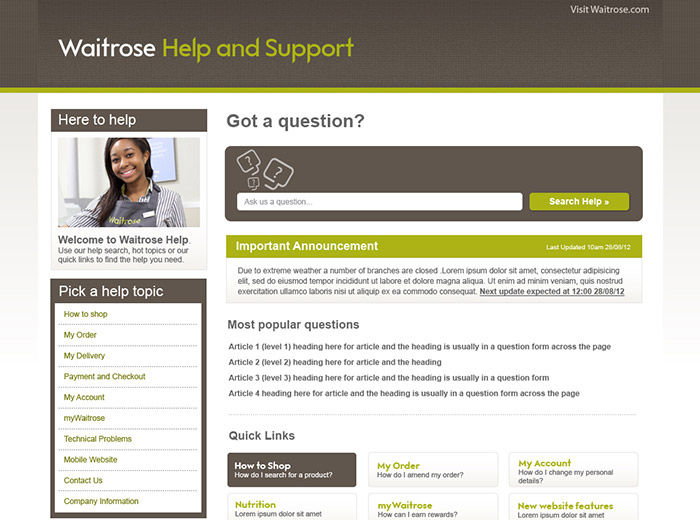 Visit Waitrose.com
Waitrose Help and Support
Here to help
Waitrose
Welcome to Waitrose Help.
Use our help search, hot topics or our
quick links to find the help you need.
Pick a help topic
How to shop
My Order
My Delivery
Payment and Checkout
My Account
myWaitrose
Technical Problems
Mobile Website
Contact Us
Company Information
Got a question?
? ? ?
Ask us a question...
Search Help »
Important Announcement
Last Updated 10am 28/08/12
Due to extreme weather a number of branches are closed .Lorem ipsum dolor sit amet, consectetur adipisicing
elit, sed do eiusmod tempor incididunt ut labore et dolore magna aliqua. Ut enim ad minim veniam, quis nostrud
exercitation ullamco laboris nisi ut aliquip ex ea commodo consequat. Next update expected at 12:00 28/08/12
Most popular questions
Article 1 (level 1) heading here for article and the heading is usually in a question form across the page
Article 2 (level 2) heading here for article and the heading
Article 3 (level 3) heading here for article and the heading is usually in a question form
Article 4 heading here for article and the heading is usually in a question form across the page
Quick Links
How to Shop
How do I search for a product?
My Order
How do I amend my order?
My Account
How do I change my personal
details?
Nutrition
Lorem ipsum dolor sit amet
myWaitrose
How can I earn rewards?
New website features
Lorem ipsum dolor sit amet